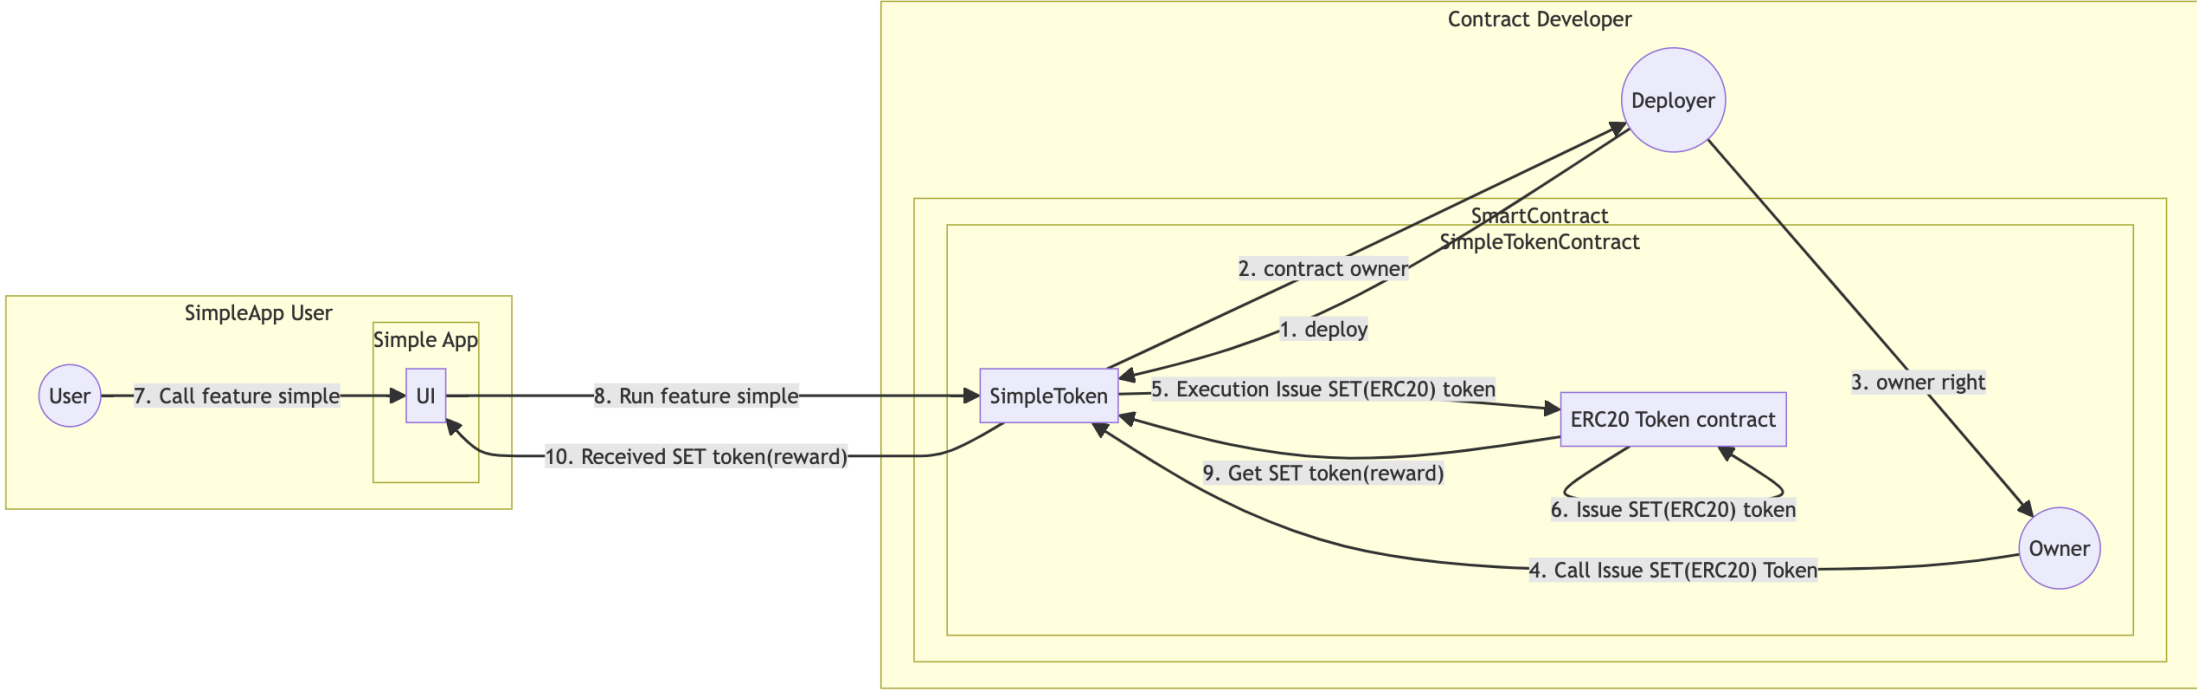 Contract Developer
Deployer
SmartContract
SimpleTokenContract
2. contract owner
SimpleApp User
1. deploy
Simple App
3. owner right
User
7. Call feature simple
UI
8. Run feature simple
SimpleToken
5. Execution Issue SET(ERC20) token
ERC20 Token contract
10. Received SET token(reward)
9. Get SET token(reward)
6. Issue SET(ERC20) token
Owner
4. Call Issue SET(ERC20) Token